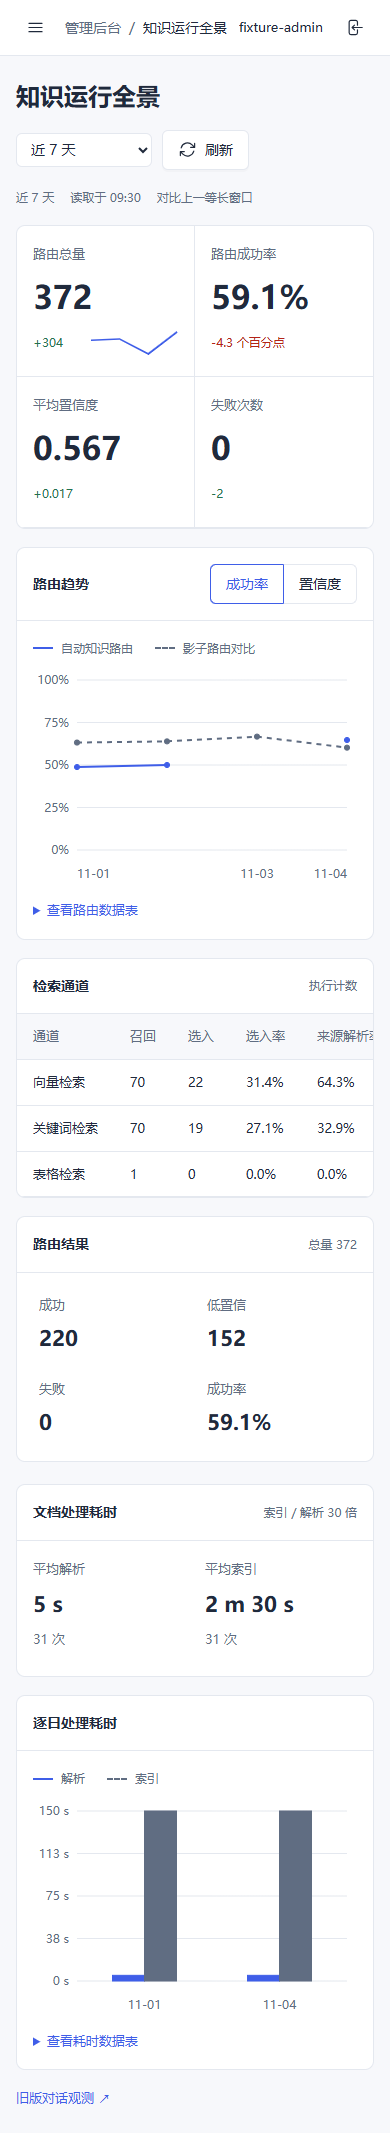 管理后台 / 知识运行全景 fixture-admin
知识运行全景
近 7 天 刷新
近 7 天 读取于 09:30 对比上一等长窗口
路由总量 路由成功率
372 59.1%
+304 -4.3 个百分点
平均置信度 失败次数
0.567 0
+0.017 -2
路由趋势 成功率 置信度
自动知识路由 影子路由对比
100%
75%
50%
25%
0%
11-01 11-03 11-04
▶ 查看路由数据表
检索通道 执行计数
通道 召回 选入 选入率 来源解析
向量检索 70 22 31.4% 64.3%
关键词检索 70 19 27.1% 32.9%
表格检索 1 0 0.0% 0.0%
路由结果 总量 372
成功 低置信
220 152
失败 成功率
0 59.1%
文档处理耗时 索引 / 解析 30 倍
平均解析 平均索引
5 s 2 m 30 s
31 次 31 次
逐日处理耗时
解析 索引
150 s
113 s
75 s
38 s
0 s
11-01 11-04
▶ 查看耗时数据表
旧版对话观测 ↗